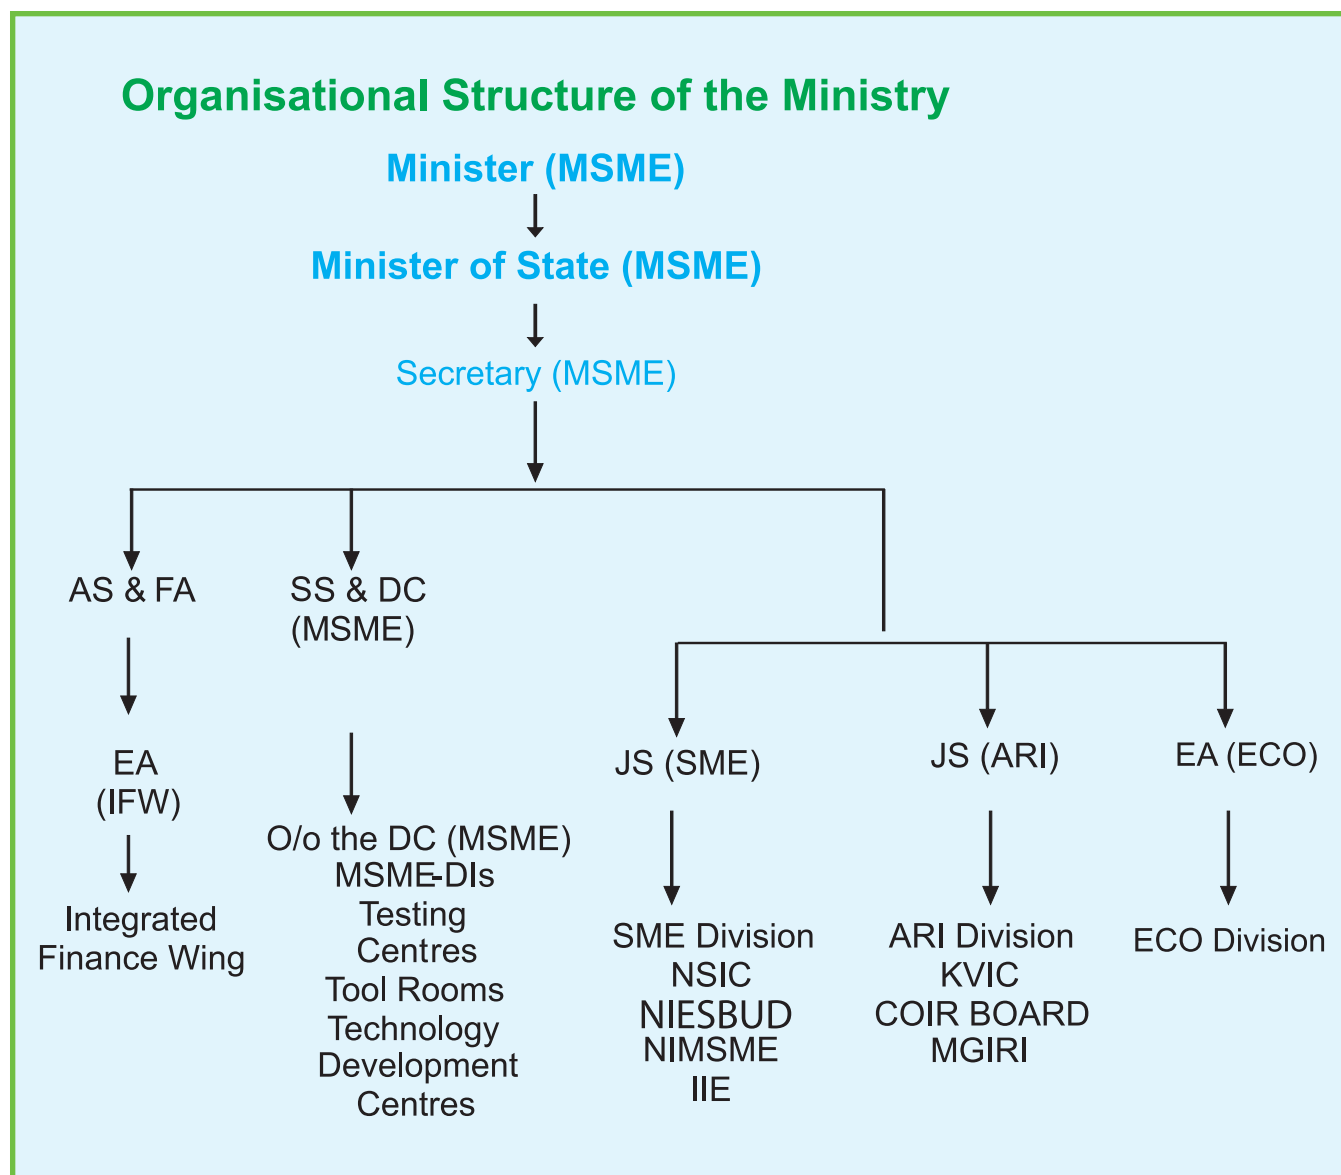 Organisational Structure of the Ministry
Minister (MSME)
Minister of State (MSME)
Secretary (MSME)
AS & FA
SS & DC
(MSME)
EA
(IFW)
Integrated
Finance Wing
O/o the DC (MSME)
MSME-DIs
Testing
Centres
Tool Rooms
Technology
Development
Centres
JS (SME)
SME Division
NSIC
NIESBUD
NIMSME
IIE
JS (ARI)
ARI Division
KVIC
COIR BOARD
MGIRI
EA (ECO)
ECO Division